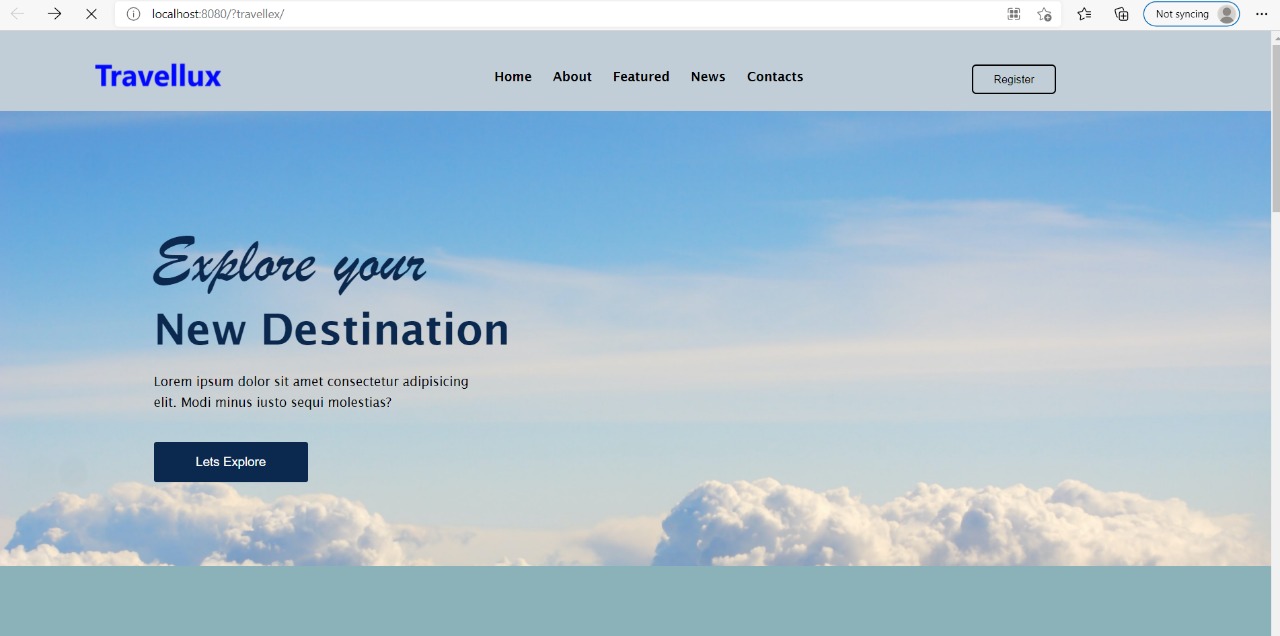 localhost:8080/?travellex/
Not syncing
Travellux
Home About Featured News Contacts
Register
Explore your
New Destination
Lorem ipsum dolor sit amet consectetur adipisicing
elit. Modi minus iusto sequi molestias?
Lets Explore